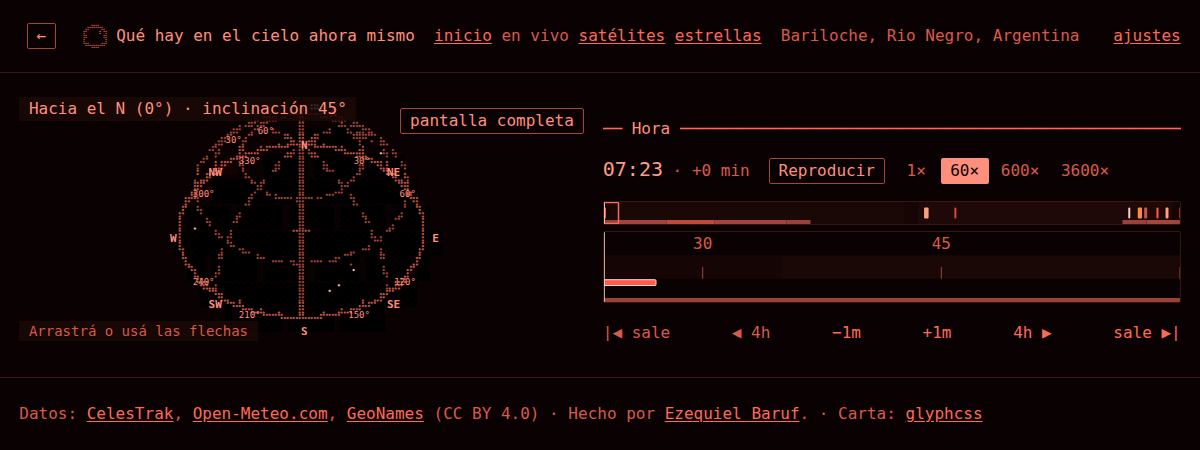 ← Qué hay en el cielo ahora mismo inicio en vivo satélites estrellas Bariloche, Rio Negro, Argentina ajustes
Hacia el N (0°) · inclinación 45°
pantalla completa
30° 60° N
330° 30°
NW NE
300° 60°
W E
240° 120°
SW SE
210° 150°
S
Arrastrá o usá las flechas
Hora
07:23 · +0 min Reproducir 1× 60× 600× 3600×
30 45
|◀ sale ◀ 4h −1m +1m 4h ▶ sale ▶|
Datos: CelesTrak, Open-Meteo.com, GeoNames (CC BY 4.0) · Hecho por Ezequiel Baruf. · Carta: glyphcss